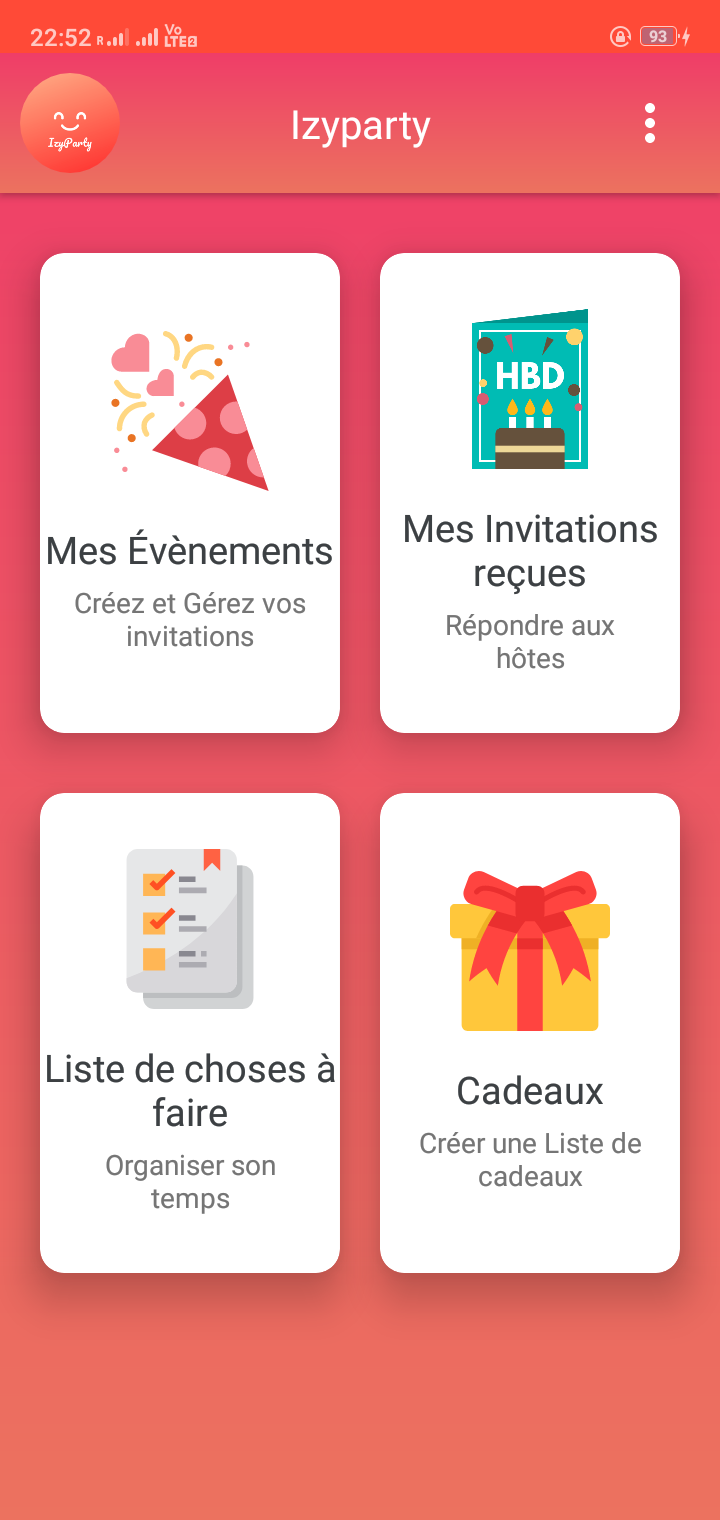 22:52 R Vo LTE2 93
IzyParty
Izyparty
HBD
Mes Évènements
Créez et Gérez vos
invitations
Mes Invitations
reçues
Répondre aux
hôtes
Liste de choses à
faire
Organiser son
temps
Cadeaux
Créer une Liste de
cadeaux